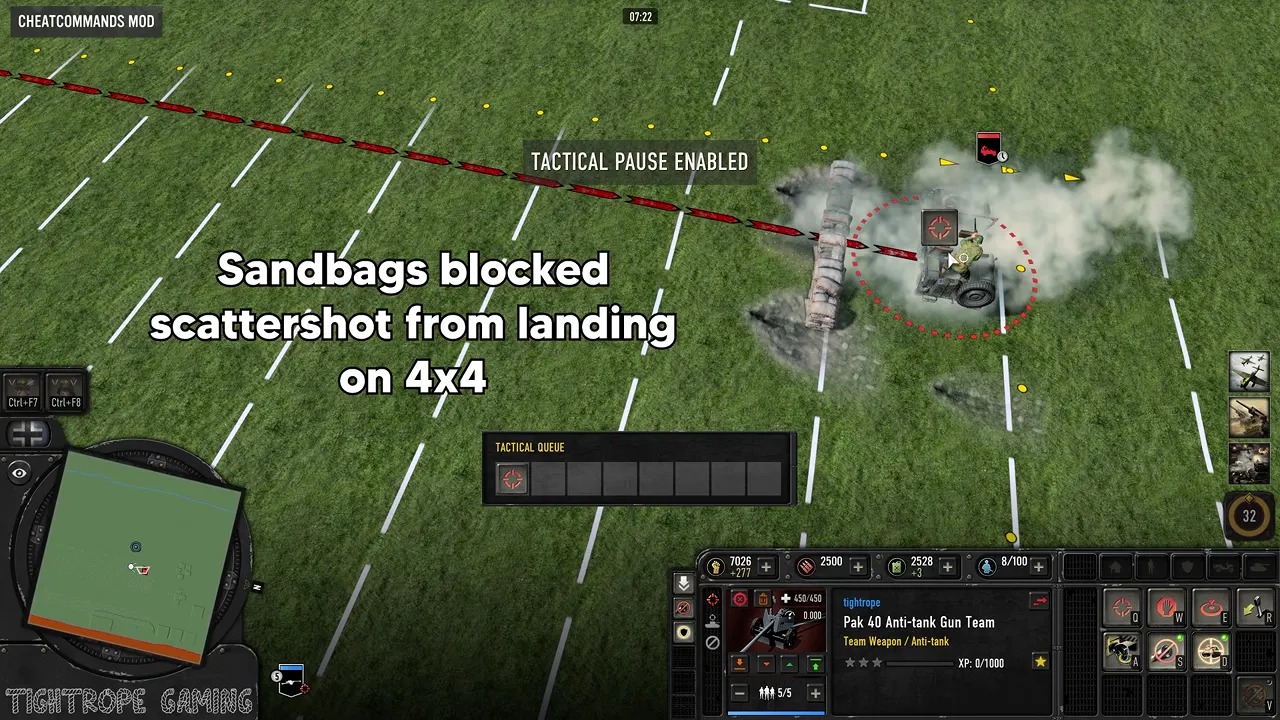 CHEATCOMMANDS MOD
07:22
TACTICAL PAUSE ENABLED
Sandbags blocked
scattershot from landing
on 4x4
Ctrl+F7
Ctrl+F8
TACTICAL QUEUE
32
N
7026
+277
2500
2528
+3
8/100
450/450
0.000
tightrope
Pak 40 Anti-tank Gun Team
Team Weapon / Anti-tank
XP: 0/1000
5/5
Q
W
E
R
A
S
D
V
5
TIGHTROPE GAMING